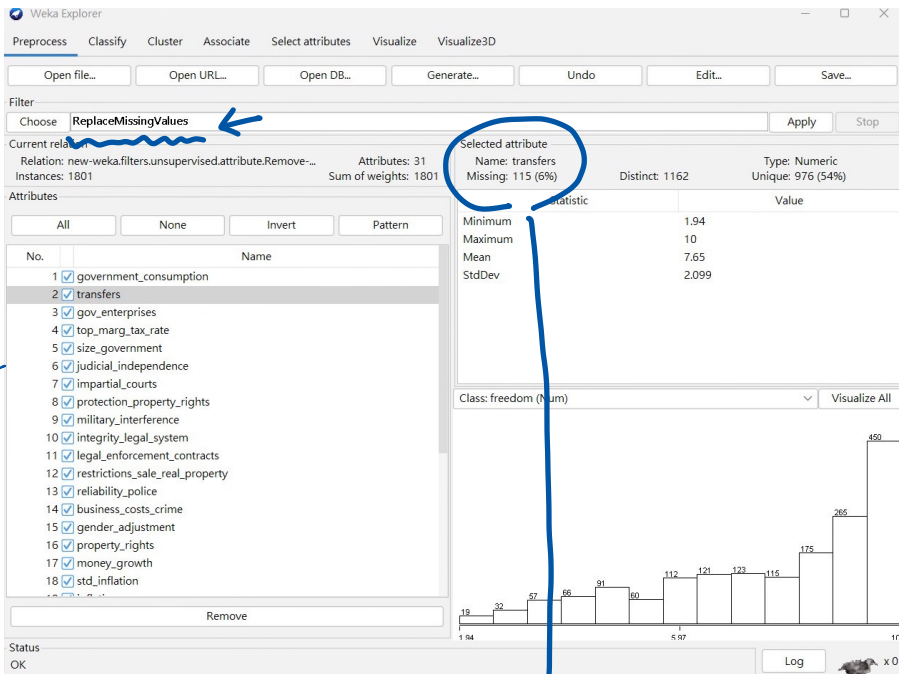 Weka Explorer
Preprocess Classify Cluster Associate Select attributes Visualize Visualize3D
Open file... Open URL... Open DB... Generate... Undo Edit... Save...
Filter
Choose ReplaceMissingValues Apply Stop
Current relation
Relation: new-weka.filters.unsupervised.attribute.Remove-... Attributes: 31
Instances: 1801 Sum of weights: 1801
Selected attribute
Name: transfers Type: Numeric
Missing: 115 (6%) Distinct: 1162 Unique: 976 (54%)
Attributes
All None Invert Pattern
No. Name
1 government_consumption
2 transfers
3 gov_enterprises
4 top_marg_tax_rate
5 size_government
6 judicial_independence
7 impartial_courts
8 protection_property_rights
9 military_interference
10 integrity_legal_system
11 legal_enforcement_contracts
12 restrictions_sale_real_property
13 reliability_police
14 business_costs_crime
15 gender_adjustment
16 property_rights
17 money_growth
18 std_inflation
Remove
Statistic Value
Minimum 1.94
Maximum 10
Mean 7.65
StdDev 2.099
Class: freedom (Num) Visualize All
19 32 57 66 91 60 112 121 123 115 175 265 450
1.94 5.97 10
Status
OK
Log x 0